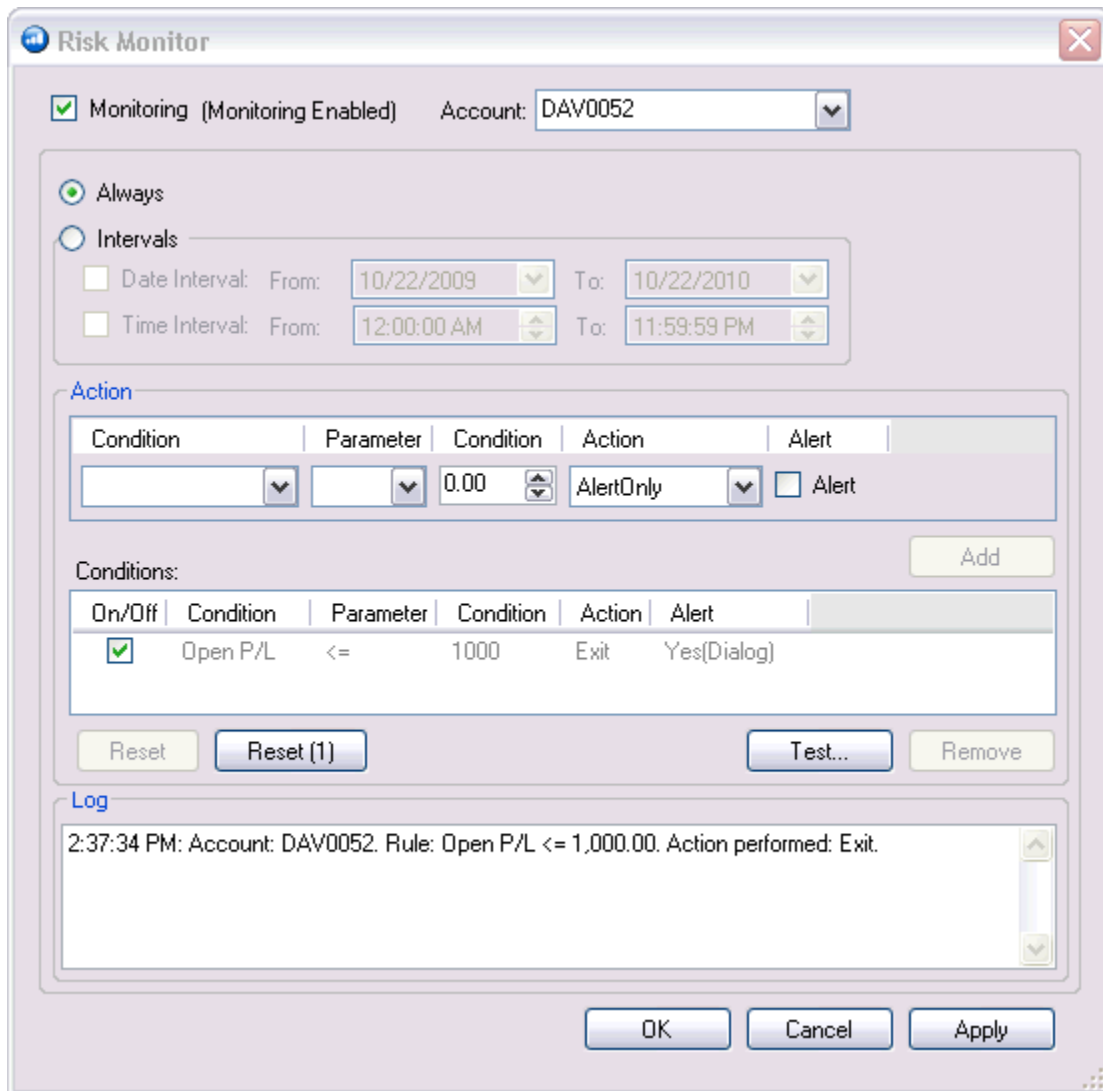 Risk Monitor
Monitoring (Monitoring Enabled) Account: DAV0052
Always
Intervals
Date Interval: From: 10/22/2009 To: 10/22/2010
Time Interval: From: 12:00:00 AM To: 11:59:59 PM
Action
Condition Parameter Condition Action Alert
0.00 AlertOnly Alert
Add
Conditions:
On/Off Condition Parameter Condition Action Alert
Open P/L <= 1000 Exit Yes(Dialog)
Reset Reset (1) Test... Remove
Log
2:37:34 PM: Account: DAV0052. Rule: Open P/L <= 1,000.00. Action performed: Exit.
OK Cancel Apply